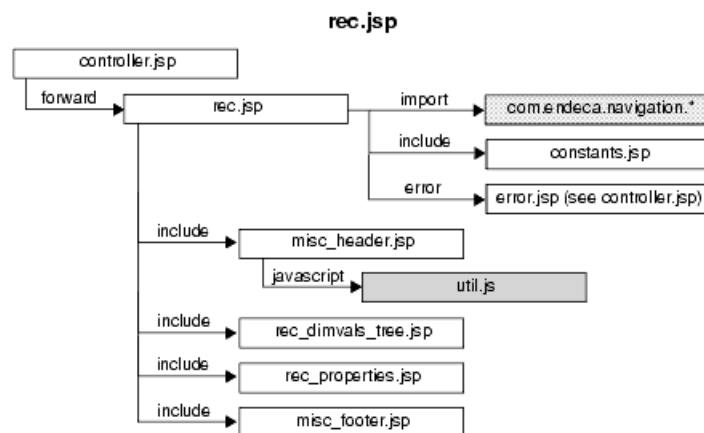 rec.jsp
controller.jsp
forward
rec.jsp
import
com.endeca.navigation.*
include
constants.jsp
error
error.jsp (see controller.jsp)
include
misc_header.jsp
javascript
util.js
include
rec_dimvals_tree.jsp
include
rec_properties.jsp
include
misc_footer.jsp